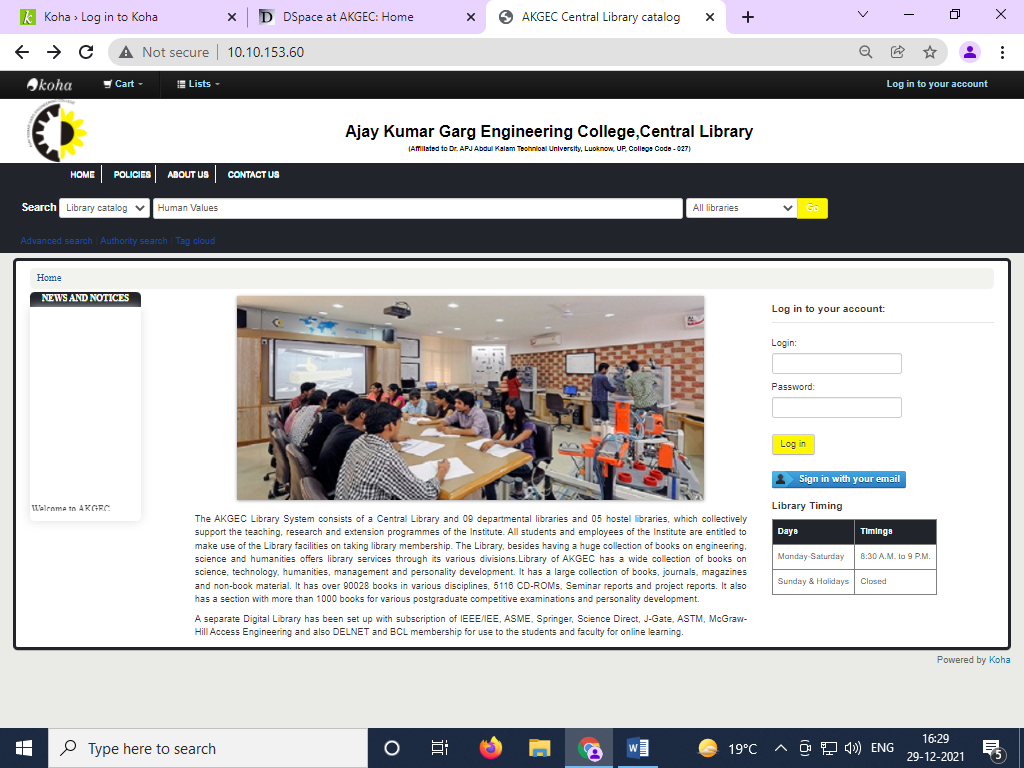 Koha › Log in to Koha
DSpace at AKGEC: Home
AKGEC Central Library catalog
Not secure
10.10.153.60
koha
Cart
Lists
Log in to your account
Ajay Kumar Garg Engineering College,Central Library
(Affiliated to Dr. APJ Abdul Kalam Technical University, Lucknow, UP, College Code - 027)
HOME
POLICIES
ABOUT US
CONTACT US
Search
Library catalog
Human Values
All libraries
Go
Advanced search
Authority search
Tag cloud
Home
NEWS AND NOTICES
Welcome to AKGEC
The AKGEC Library System consists of a Central Library and 09 departmental libraries and 05 hostel libraries, which collectively
support the teaching, research and extension programmes of the Institute. All students and employees of the Institute are entitled to
make use of the Library facilities on taking library membership. The Library, besides having a huge collection of books on engineering,
science and humanities offers library services through its various divisions.Library of AKGEC has a wide collection of books on
science, technology, humanities, management and personality development. It has a large collection of books, journals, magazines
and non-book material. It has over 90028 books in various disciplines, 5116 CD-ROMs, Seminar reports and project reports. It also
has a section with more than 1000 books for various postgraduate competitive examinations and personality development.
A separate Digital Library has been set up with subscription of IEEE/IEE, ASME, Springer, Science Direct, J-Gate, ASTM, McGraw-
Hill Access Engineering and also DELNET and BCL membership for use to the students and faculty for online learning.
Log in to your account:
Login:
Password:
Log in
Sign in with your email
Library Timing
Days Timings
Monday-Saturday 8:30 A.M. to 9 P.M.
Sunday & Holidays Closed
Powered by Koha
Type here to search
19°C
ENG
16:29
29-12-2021
5